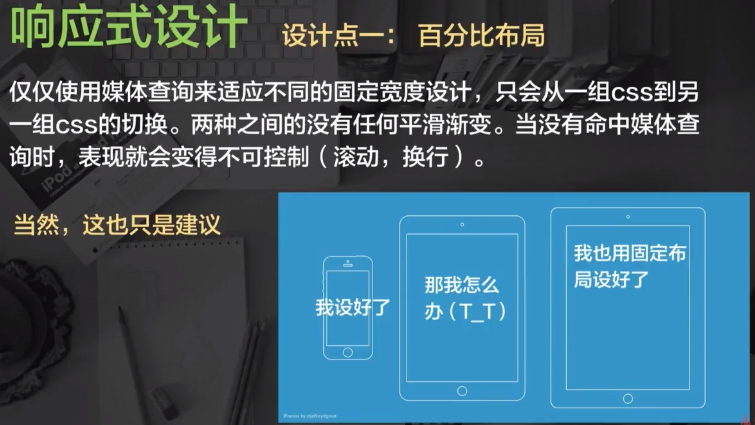 响应式设计 设计点一： 百分比布局
仅仅使用媒体查询来适应不同的固定宽度设计，只会从一组css到另
一组css的切换。两种之间的没有任何平滑渐变。当没有命中媒体查
询时，表现就会变得不可控制（滚动，换行）。
当然，这也只是建议
我设好了
那我怎么
办（T_T）
我也用固定布
局设好了
iPod